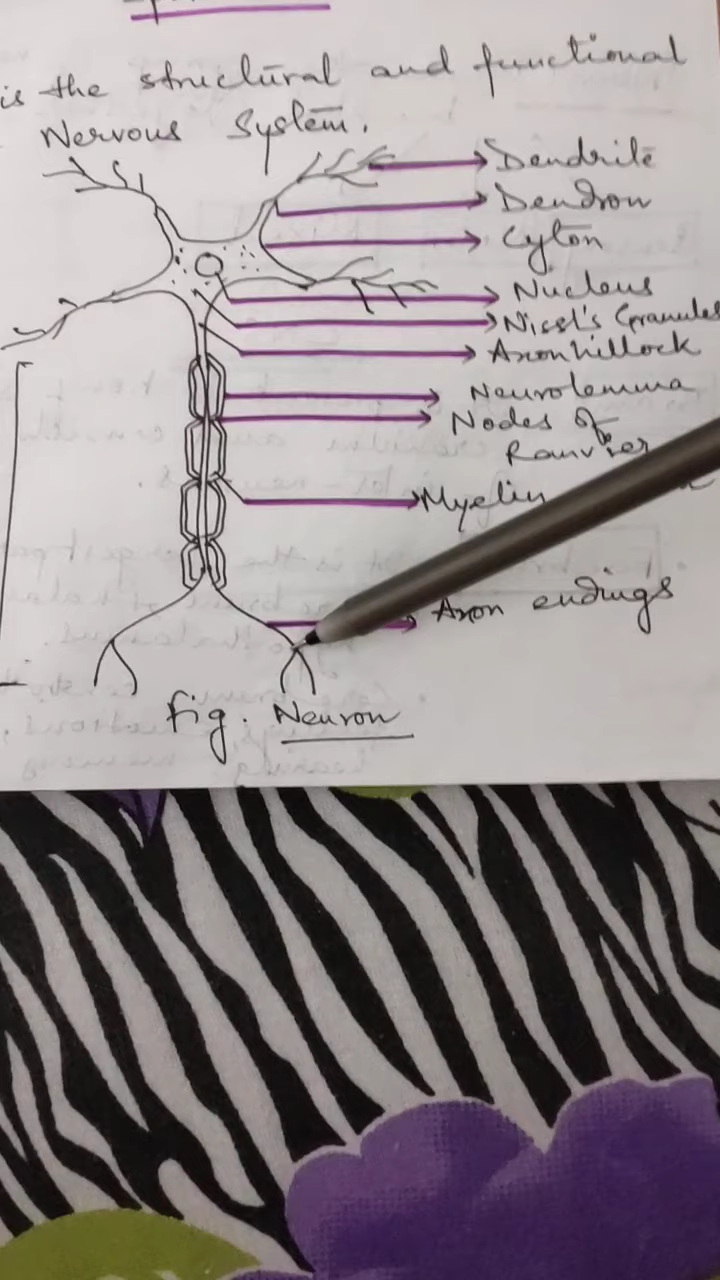 is the structural and functional
Nervous System.
Dendrite
Dendron
Cyton
Nucleus
Nissl's Granules
Axon hillock
Neurolemma
Nodes of
Ranvier
Myelin
Axon endings
Fig. Neuron